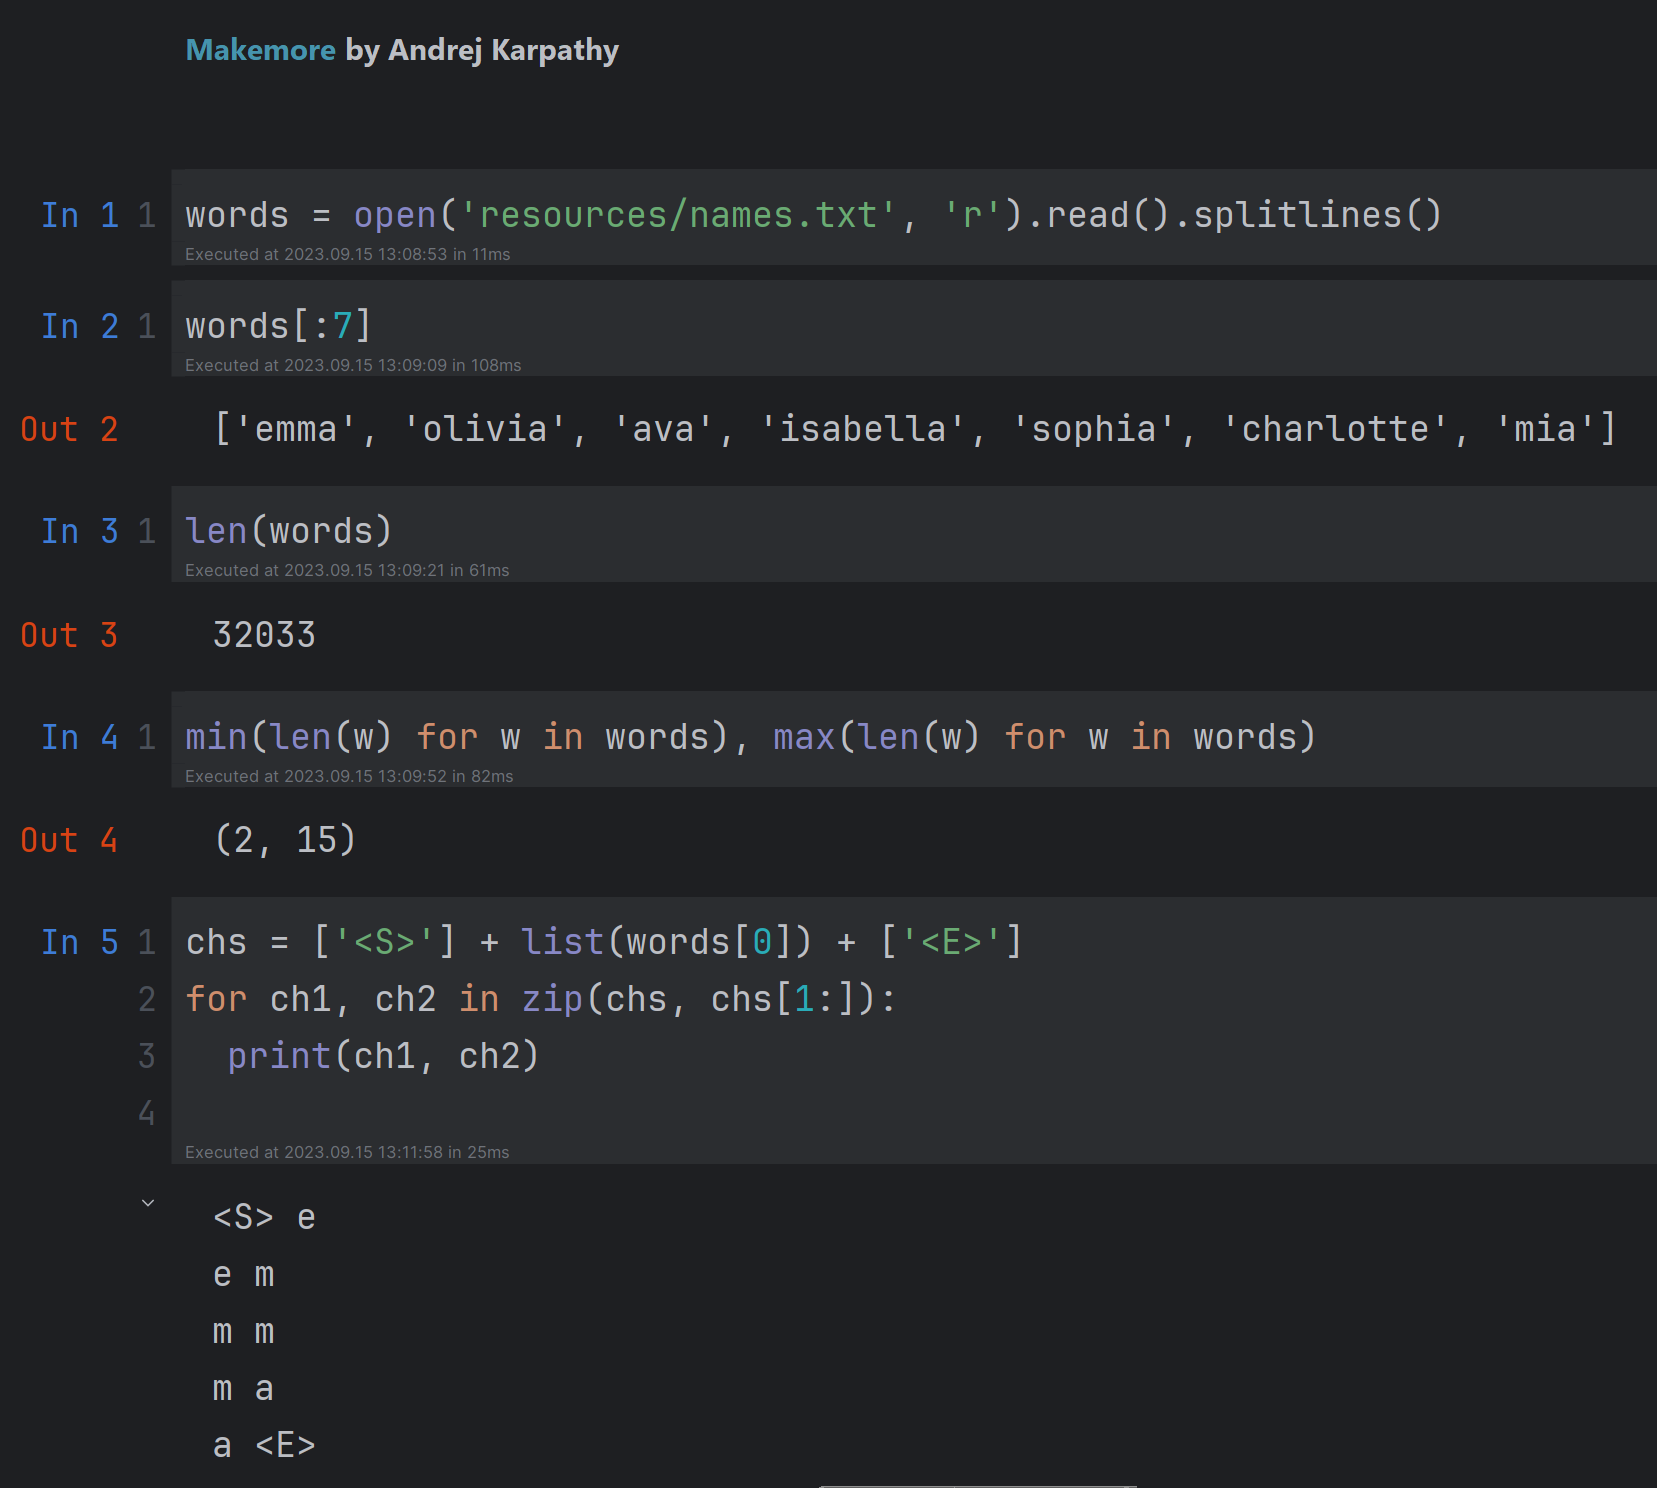 Makemore by Andrej Karpathy
In 1 1 words = open('resources/names.txt', 'r').read().splitlines()
Executed at 2023.09.15 13:08:53 in 11ms
In 2 1 words[:7]
Executed at 2023.09.15 13:09:09 in 108ms
Out 2 ['emma', 'olivia', 'ava', 'isabella', 'sophia', 'charlotte', 'mia']
In 3 1 len(words)
Executed at 2023.09.15 13:09:21 in 61ms
Out 3 32033
In 4 1 min(len(w) for w in words), max(len(w) for w in words)
Executed at 2023.09.15 13:09:52 in 82ms
Out 4 (2, 15)
In 5 1 chs = ['<S>'] + list(words[0]) + ['<E>']
2 for ch1, ch2 in zip(chs, chs[1:]):
3   print(ch1, ch2)
4
Executed at 2023.09.15 13:11:58 in 25ms
<S> e
e m
m m
m a
a <E>